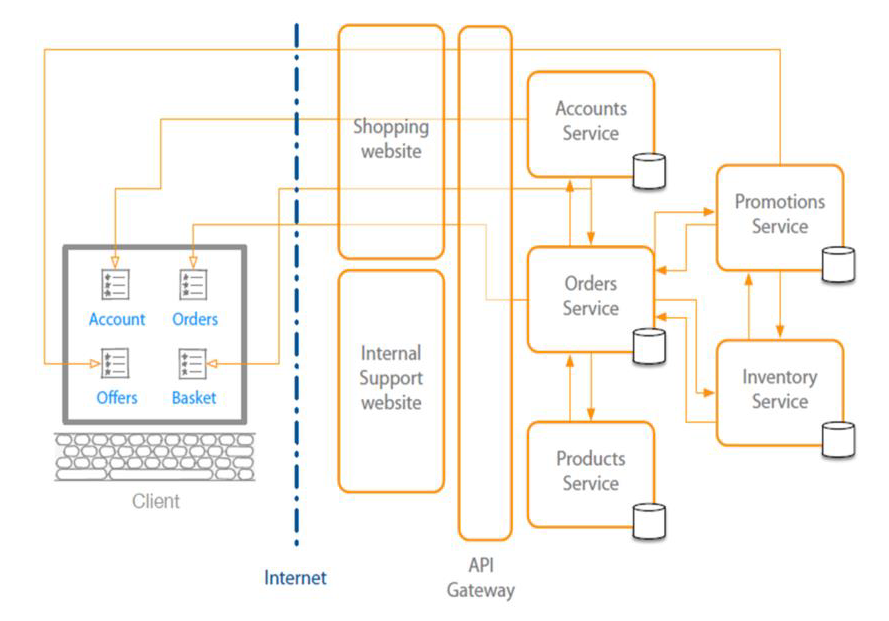 Shopping
website
Accounts
Service
Promotions
Service
Account
Orders
Orders
Service
Offers
Basket
Internal
Support
website
Inventory
Service
Products
Service
Client
Internet
API
Gateway